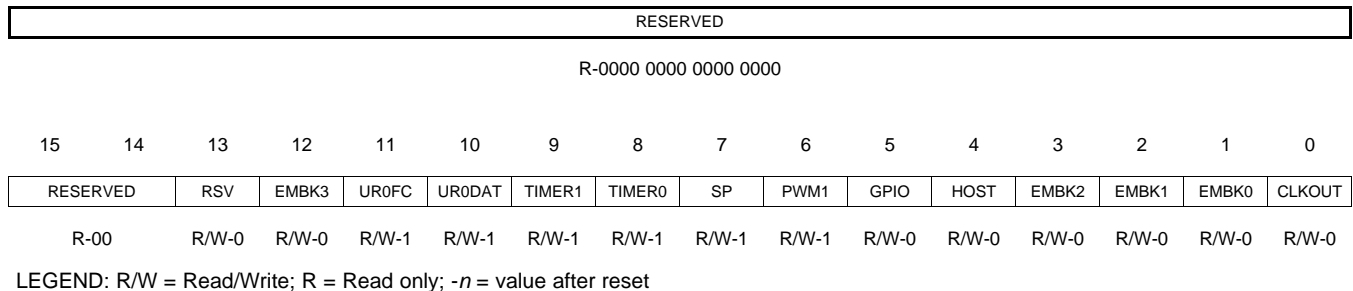 RESERVED
R-0000 0000 0000 0000
15 14 13 12 11 10 9 8 7 6 5 4 3 2 1 0
RESERVED RSV EMBK3 UR0FC UR0DAT TIMER1 TIMER0 SP PWM1 GPIO HOST EMBK2 EMBK1 EMBK0 CLKOUT
R-00 R/W-0 R/W-0 R/W-1 R/W-1 R/W-1 R/W-1 R/W-1 R/W-1 R/W-0 R/W-0 R/W-0 R/W-0 R/W-0 R/W-0
LEGEND: R/W = Read/Write; R = Read only; -n = value after reset